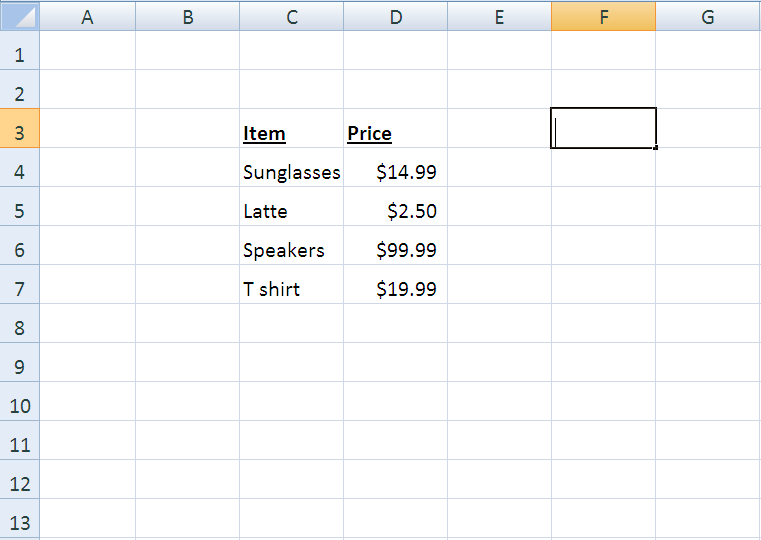 A B C D E F G
1
2
3 Item Price
4 Sunglasses $14.99
5 Latte $2.50
6 Speakers $99.99
7 T shirt $19.99
8
9
10
11
12
13